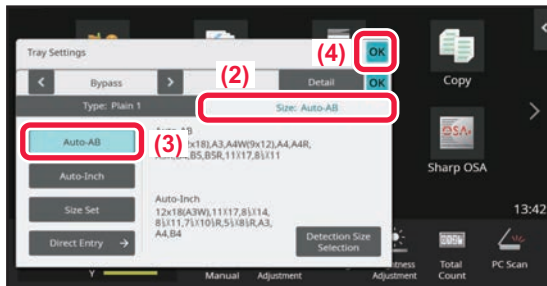 Tray Settings
(4)
OK
Bypass
(2)
Detail
OK
Copy
Type: Plain 1
Size: Auto-AB
Auto-AB
(3)
Auto-AB
x18),A3,A4W(9x12),A4,A4R,
B5,B5R,11X17,8½X11
Auto-Inch
Size Set
Direct Entry →
Auto-Inch
12x18(A3W),11X17,8½X14,
8½X11,7¼X10½R,5½X8½R,A3,
A4,B4
Detection Size
Selection
OSA
Sharp OSA
13:42
Y
Manual
Adjustment
Adjustment
Total
Count
PC Scan